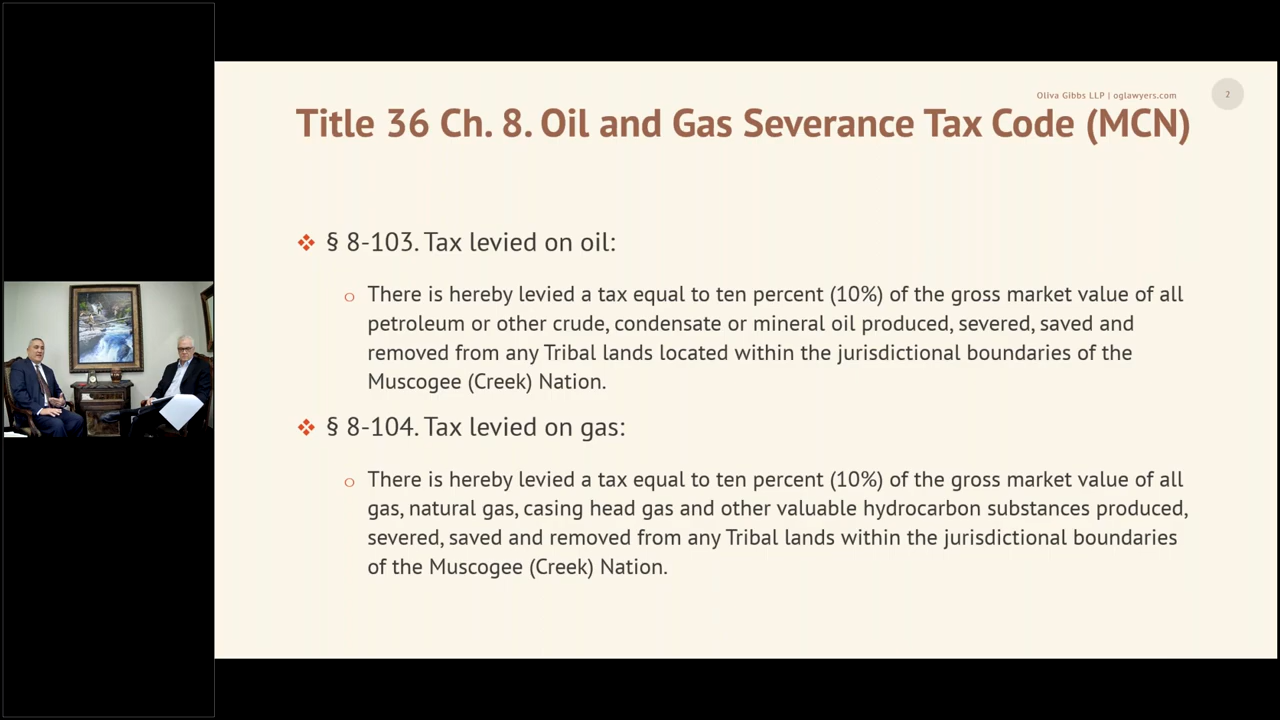 Oliva Gibbs LLP | oglawyers.com
2
Title 36 Ch. 8. Oil and Gas Severance Tax Code (MCN)
§ 8-103. Tax levied on oil:
There is hereby levied a tax equal to ten percent (10%) of the gross market value of all
petroleum or other crude, condensate or mineral oil produced, severed, saved and
removed from any Tribal lands located within the jurisdictional boundaries of the
Muscogee (Creek) Nation.
§ 8-104. Tax levied on gas:
There is hereby levied a tax equal to ten percent (10%) of the gross market value of all
gas, natural gas, casing head gas and other valuable hydrocarbon substances produced,
severed, saved and removed from any Tribal lands within the jurisdictional boundaries
of the Muscogee (Creek) Nation.